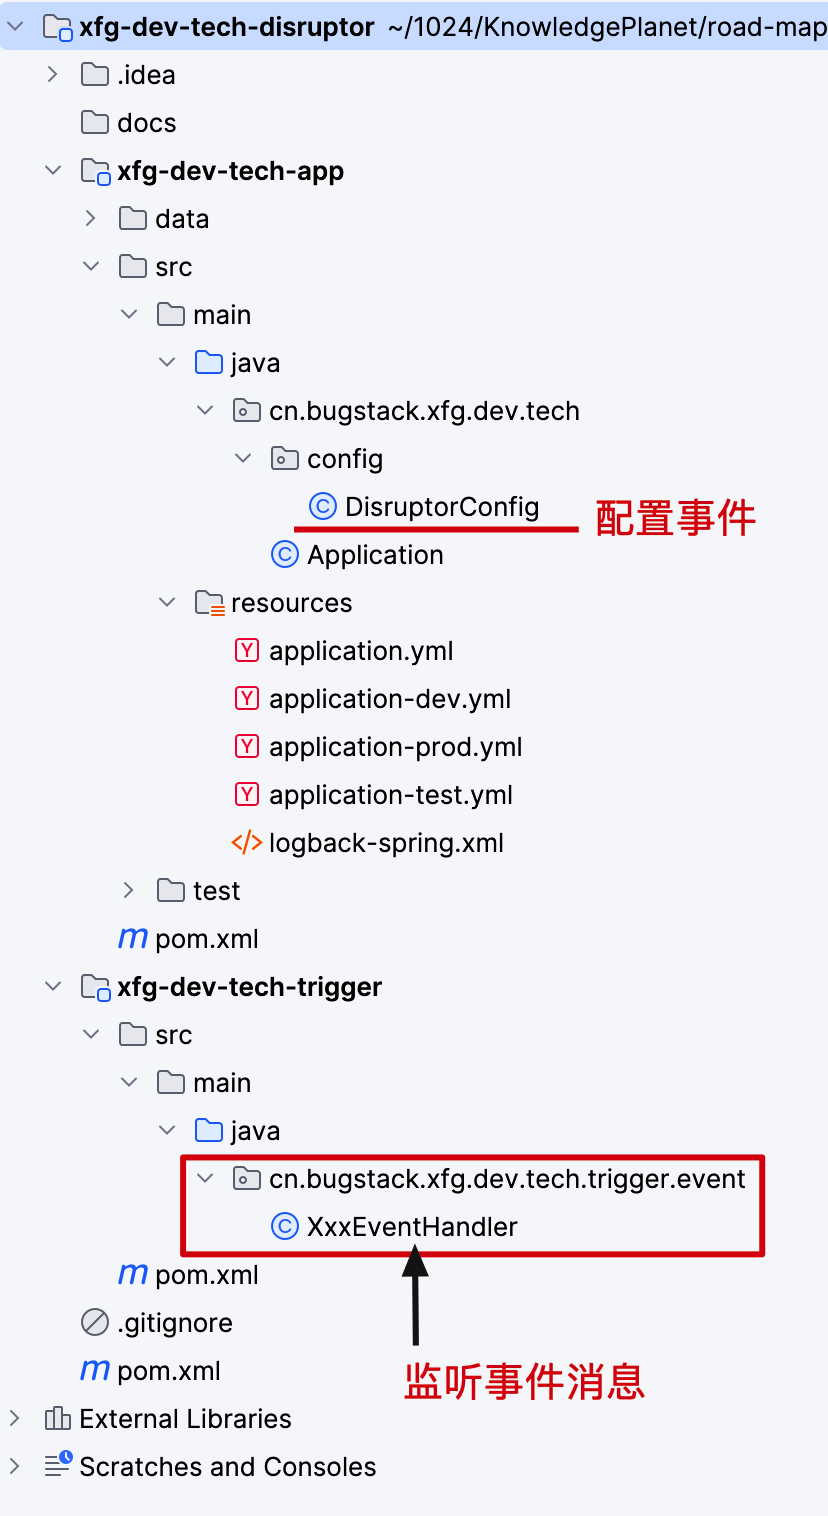 xfg-dev-tech-disruptor ~/1024/KnowledgePlanet/road-map
.idea
docs
xfg-dev-tech-app
data
src
main
java
cn.bugstack.xfg.dev.tech
config
DisruptorConfig 配置事件
Application
resources
application.yml
application-dev.yml
application-prod.yml
application-test.yml
logback-spring.xml
test
pom.xml
xfg-dev-tech-trigger
src
main
java
cn.bugstack.xfg.dev.tech.trigger.event
XxxEventHandler
pom.xml
.gitignore
pom.xml
监听事件消息
External Libraries
Scratches and Consoles